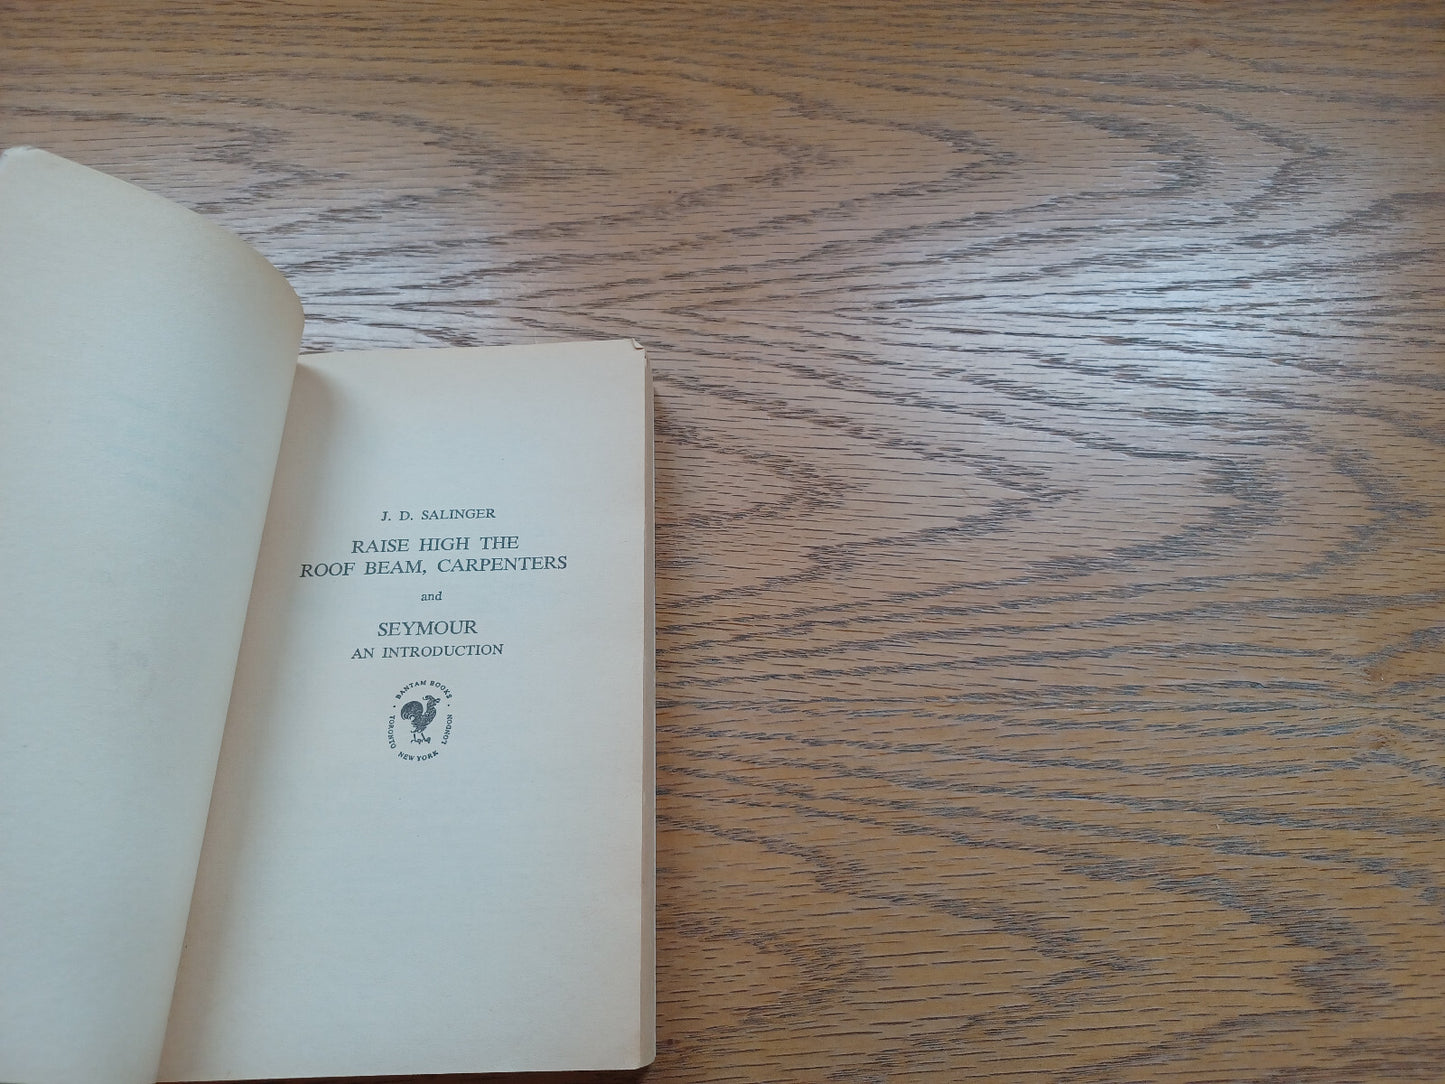 J. D. SALINGER
RAISE HIGH THE
ROOF BEAM, CARPENTERS
and
SEYMOUR
AN INTRODUCTION
BANTAM BOOKS
TORONTO · NEW YORK · LONDON